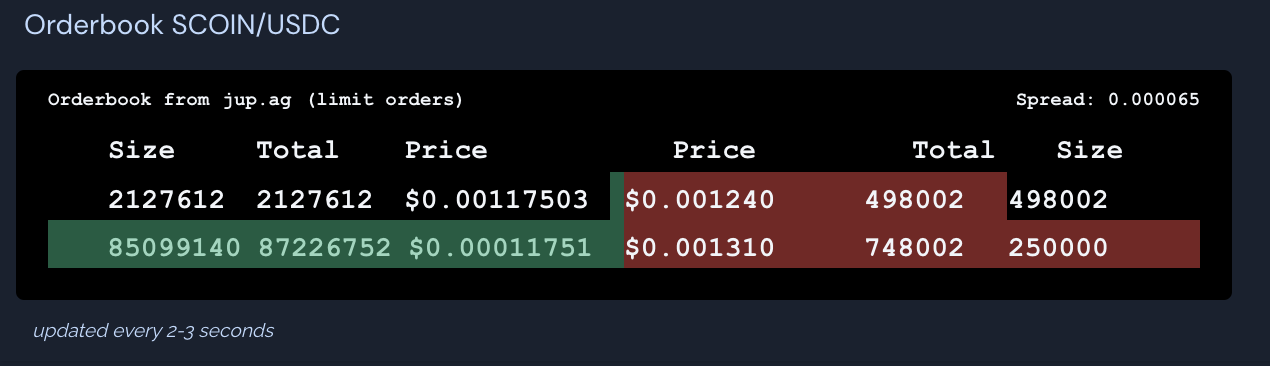 Orderbook SCOIN/USDC
Orderbook from jup.ag (limit orders) Spread: 0.000065
Size Total Price Price Total Size
2127612 2127612 $0.00117503 $0.001240 498002 498002
85099140 87226752 $0.00011751 $0.001310 748002 250000
updated every 2-3 seconds